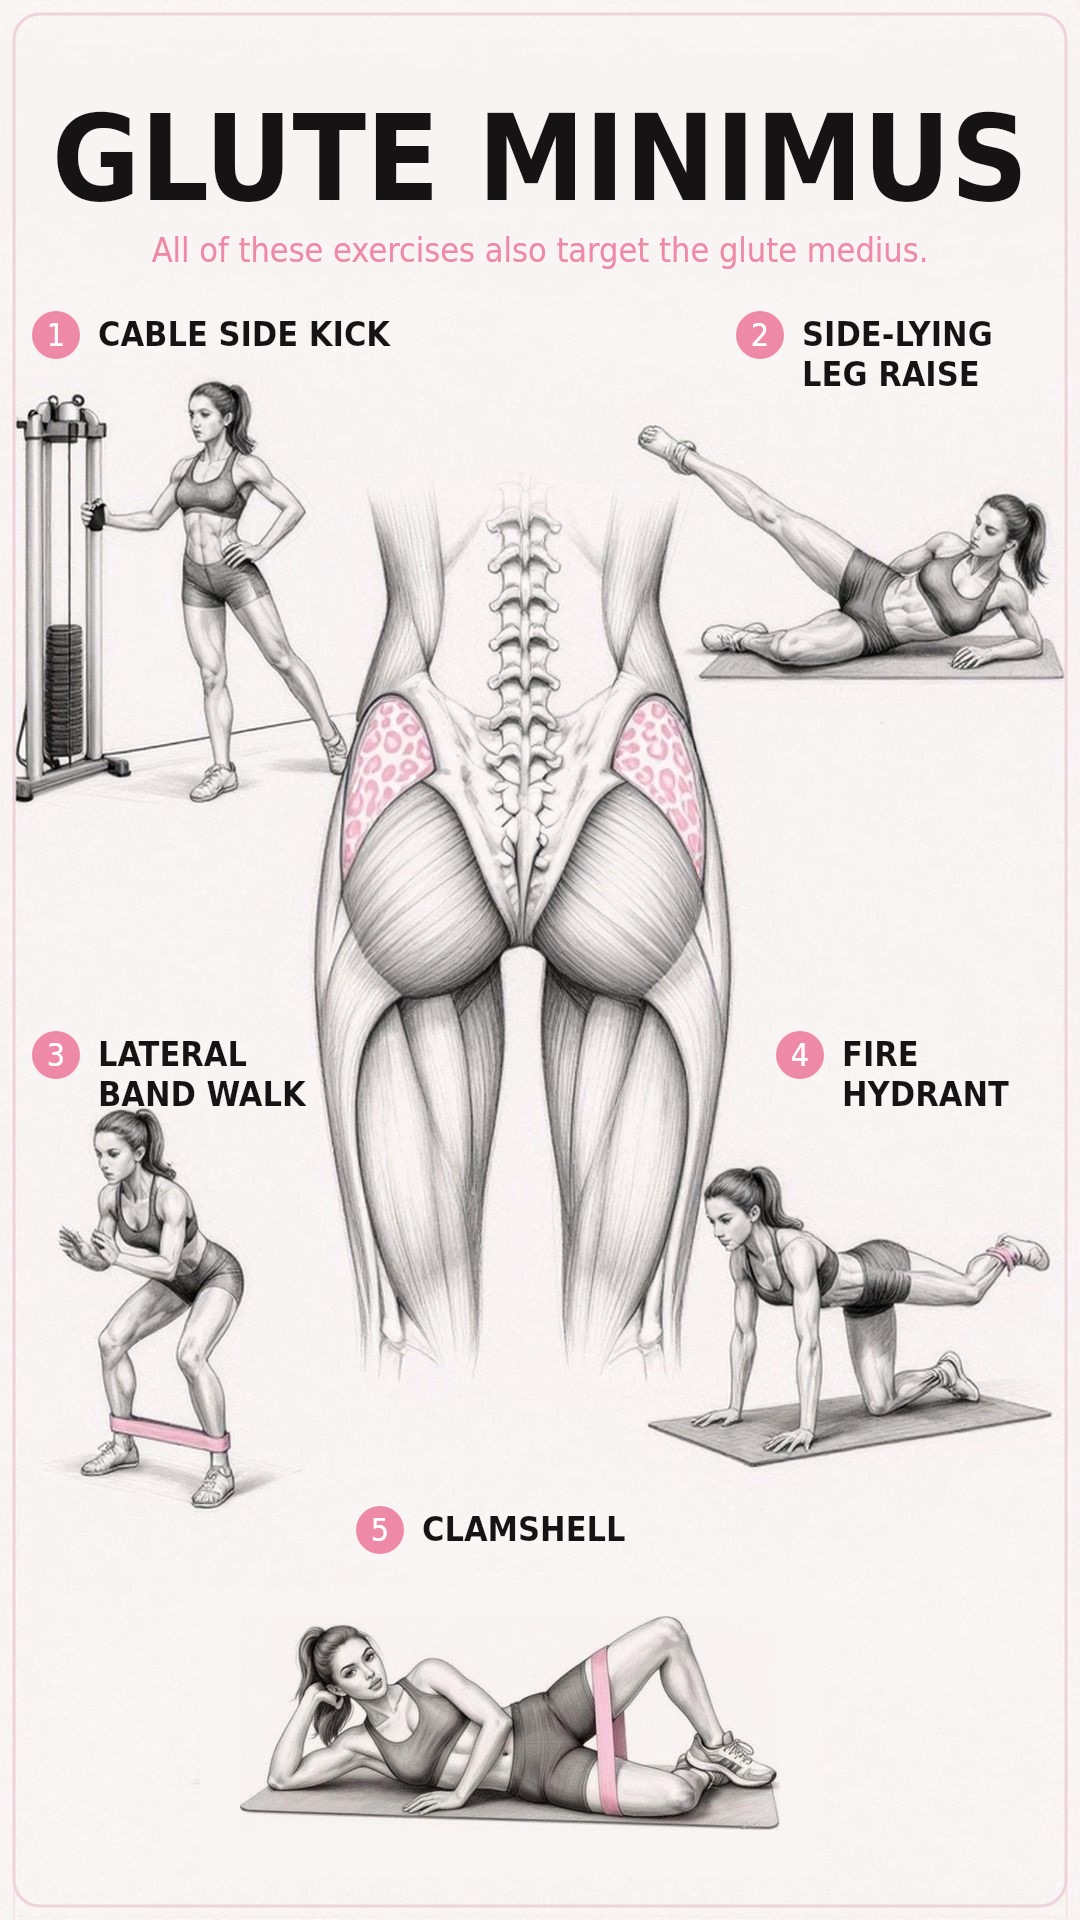 GLUTE MINIMUS
All of these exercises also target the glute medius.
1 CABLE SIDE KICK
2 SIDE-LYING
LEG RAISE
3 LATERAL
BAND WALK
4 FIRE
HYDRANT
5 CLAMSHELL